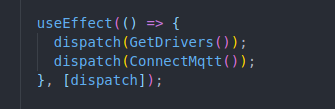 useEffect(() => {
dispatch(GetDrivers());
dispatch(ConnectMqtt());
}, [dispatch]);